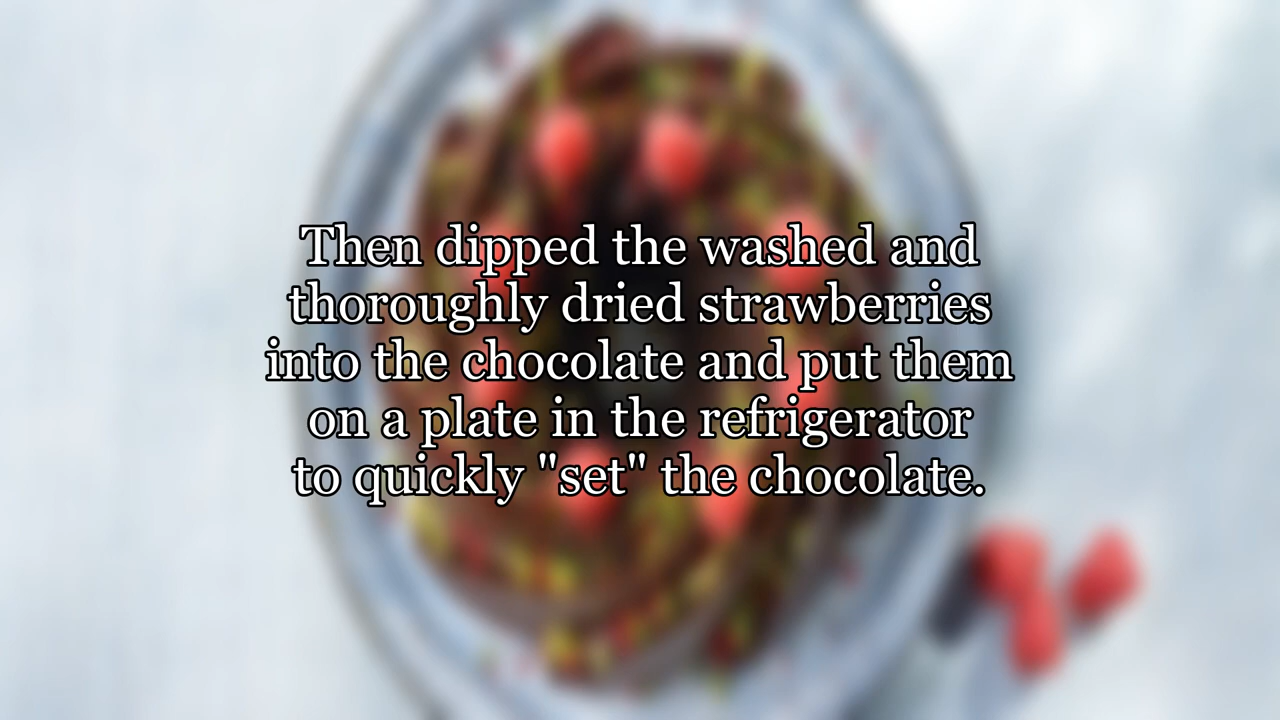 Then dipped the washed and
thoroughly dried strawberries
into the chocolate and put them
on a plate in the refrigerator
to quickly "set" the chocolate.